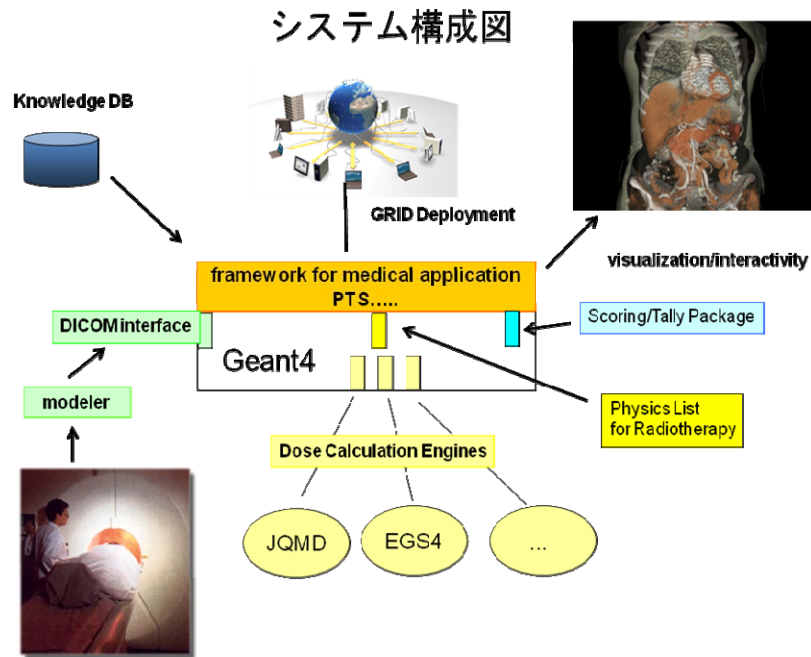 システム構成図
Knowledge DB
GRID Deployment
visualization/interactivity
framework for medical application
PTS.....
DICOM interface
Geant4
Scoring/Tally Package
modeler
Physics List
for Radiotherapy
Dose Calculation Engines
JQMD
EGS4
...